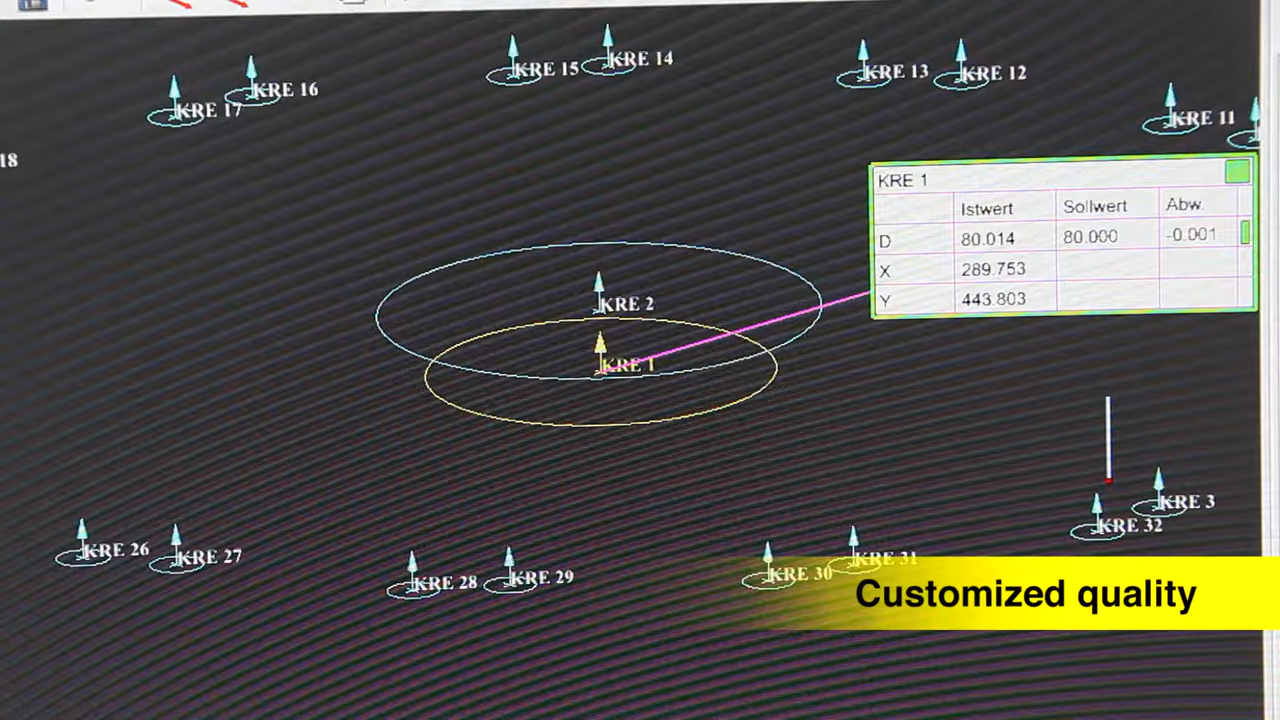 KRE 15
KRE 14
KRE 13
KRE 12
KRE 16
KRE 17
KRE 11
18
KRE 1
Istwert Sollwert Abw.
D 80.014 80.000 -0.001
X 289.753
Y 443.803
KRE 2
KRE 1
KRE 3
KRE 32
KRE 26
KRE 27
KRE 31
KRE 30
KRE 28
KRE 29
Customized quality